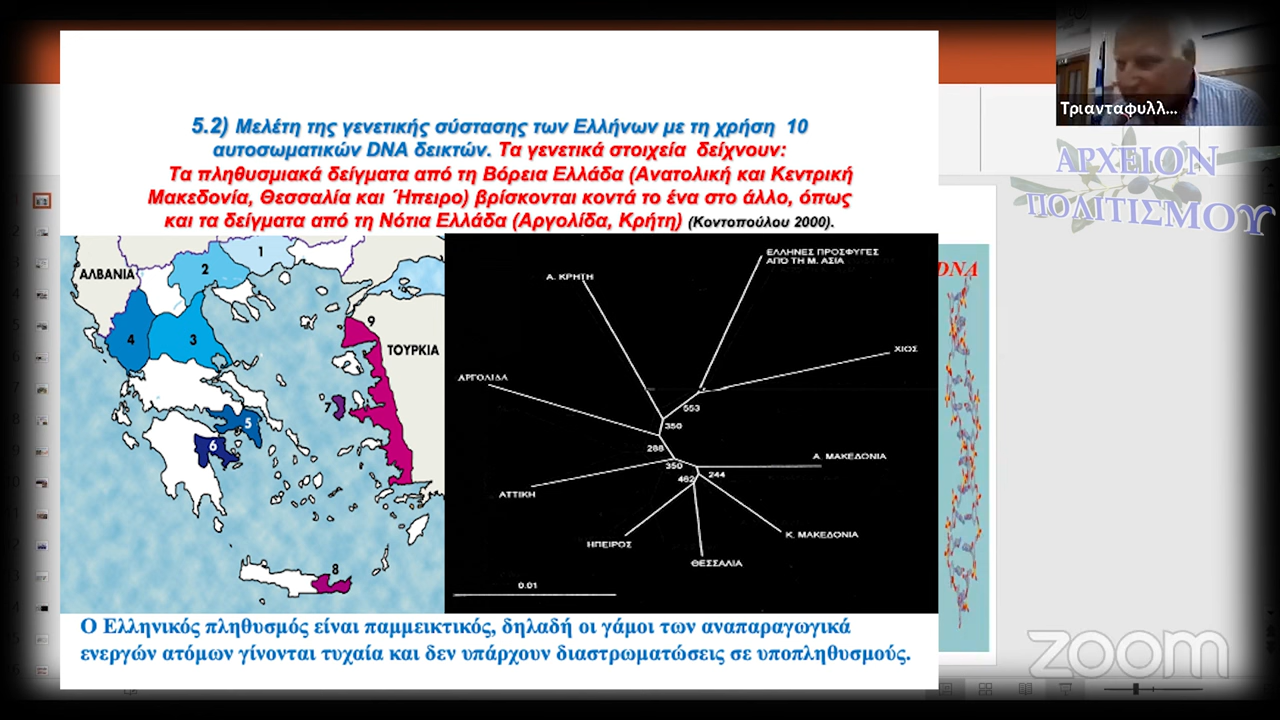 5.2) Μελέτη της γενετικής σύστασης των Ελλήνων με τη χρήση 10
αυτοσωματικών DNA δεικτών. Τα γενετικά στοιχεία δείχνουν:
Τα πληθυσμιακά δείγματα από τη Βόρεια Ελλάδα (Ανατολική και Κεντρική
Μακεδονία, Θεσσαλία και Ήπειρο) βρίσκονται κοντά το ένα στο άλλο, όπως
και τα δείγματα από τη Νότια Ελλάδα (Αργολίδα, Κρήτη) (Κοντοπούλου 2000).
Τριανταφυλλ...
ΑΡΧΕΙΟΝ
ΠΟΛΙΤΙΣΜΟΥ
DNA
ΑΛΒΑΝΙΑ
1
2
3
4
5
6
7
8
9
ΤΟΥΡΚΙΑ
Α. ΚΡΗΤΗ
ΕΛΛΗΝΕΣ ΠΡΟΣΦΥΓΕΣ
ΑΠΟ ΤΗ Μ. ΑΣΙΑ
ΧΙΟΣ
ΑΡΓΟΛΙΔΑ
553
350
288
350
462
244
Α. ΜΑΚΕΔΟΝΙΑ
ΑΤΤΙΚΗ
ΗΠΕΙΡΟΣ
ΘΕΣΣΑΛΙΑ
Κ. ΜΑΚΕΔΟΝΙΑ
0.01
Ο Ελληνικός πληθυσμός είναι παμμεικτικός, δηλαδή οι γάμοι των αναπαραγωγικά
ενεργών ατόμων γίνονται τυχαία και δεν υπάρχουν διαστρωματώσεις σε υποπληθυσμούς.
zoom